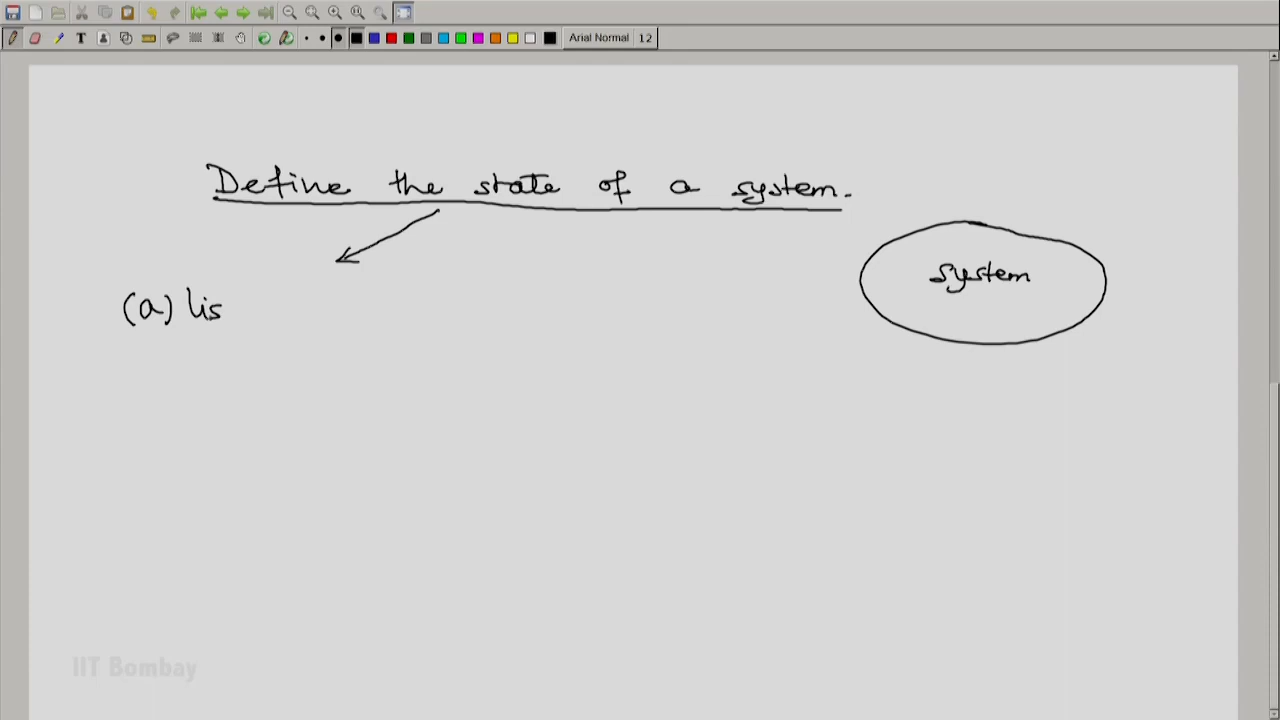 Arial Normal 12
Define the state of a system.
system
(a) lis
IIT Bombay